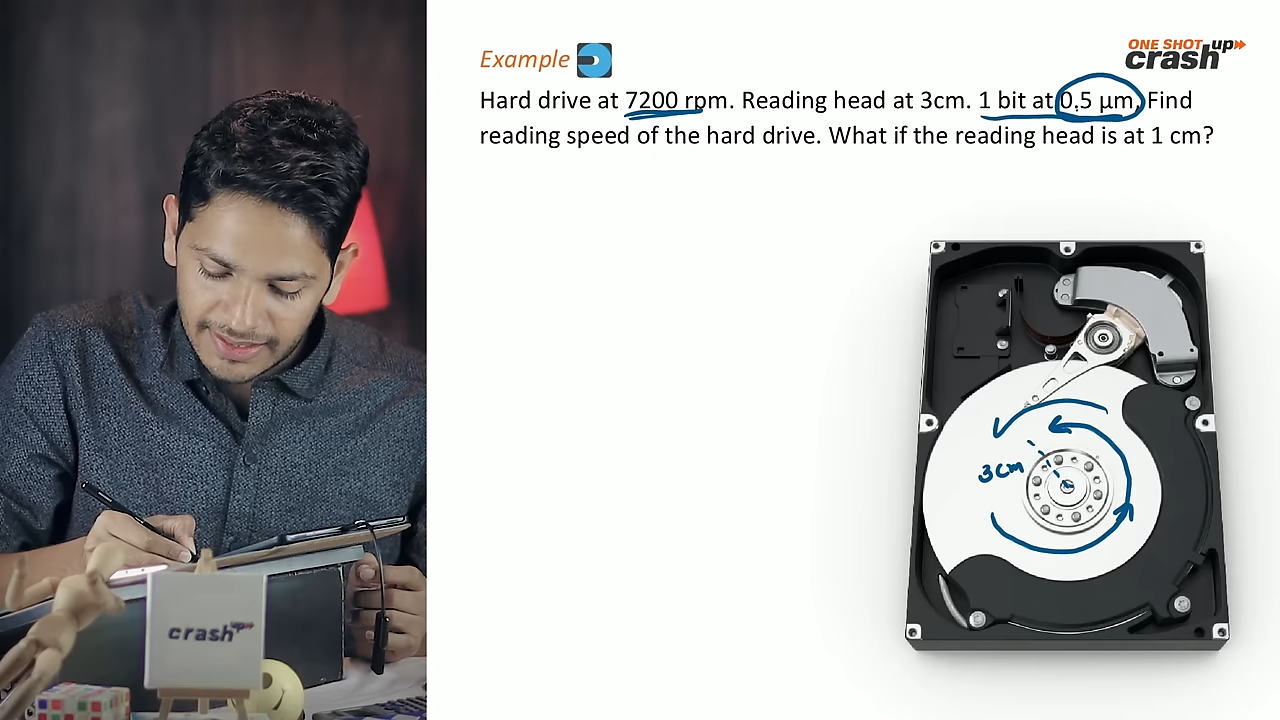 Example
ONE SHOT
crash up
Hard drive at 7200 rpm. Reading head at 3cm. 1 bit at 0.5 μm. Find
reading speed of the hard drive. What if the reading head is at 1 cm?
3cm
crash up